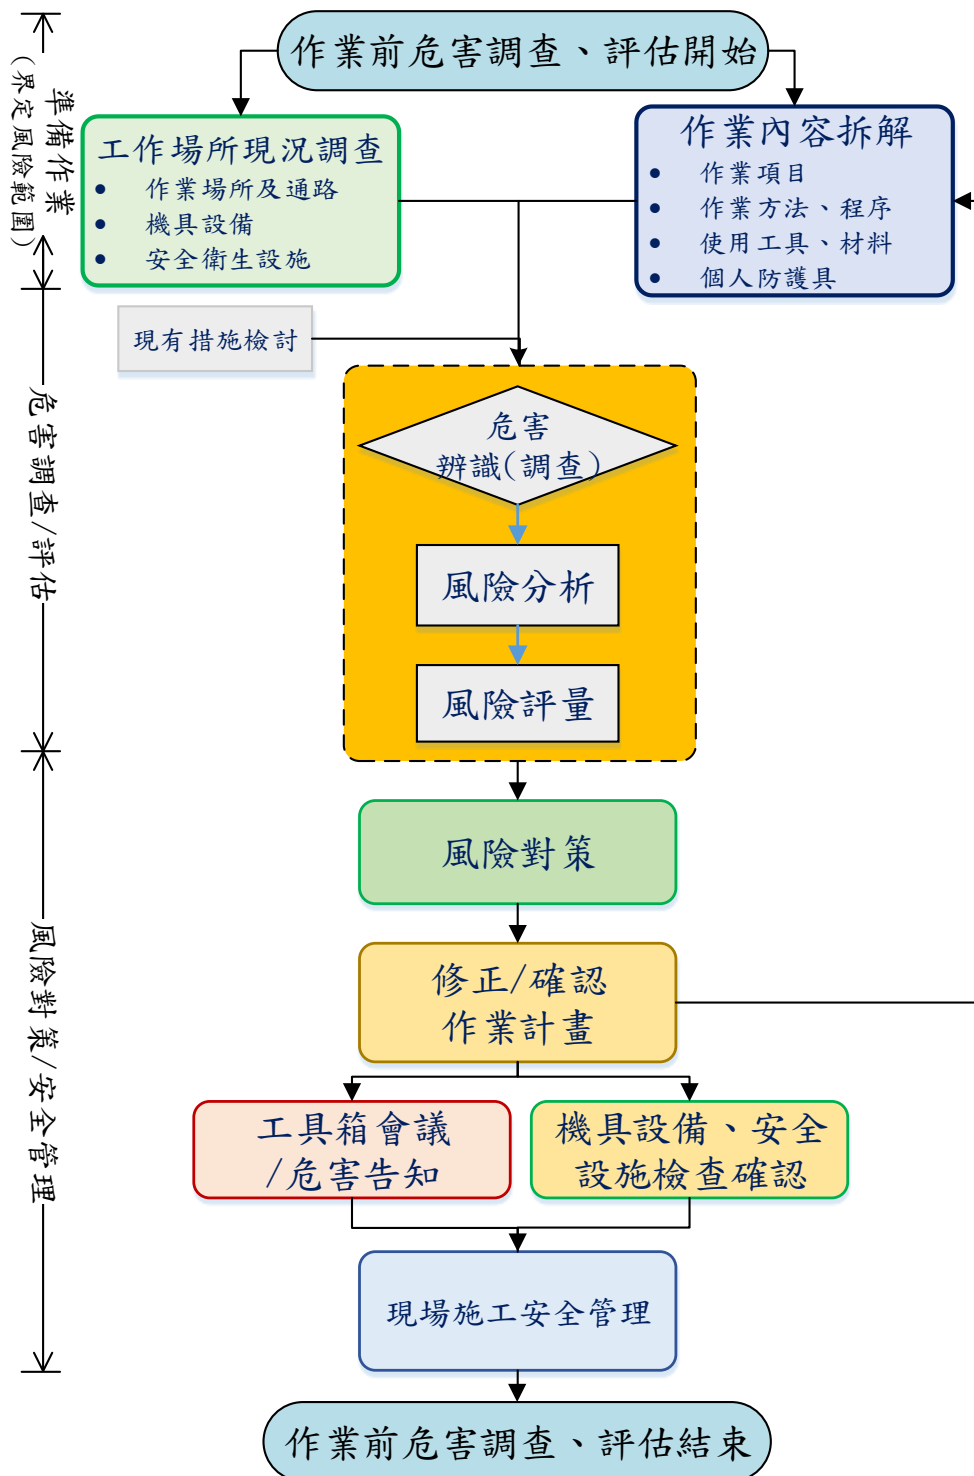 作業前危害調查、評估開始
準備作業
(界定風險範圍)
工作場所現況調查
• 作業場所及通路
• 機具設備
• 安全衛生設施
作業內容拆解
• 作業項目
• 作業方法、程序
• 使用工具、材料
• 個人防護具
現有措施檢討
危害調查/評估
危害
辨識(調查)
風險分析
風險評量
風險對策/安全管理
風險對策
修正/確認
作業計畫
工具箱會議
/危害告知
機具設備、安全
設施檢查確認
現場施工安全管理
作業前危害調查、評估結束